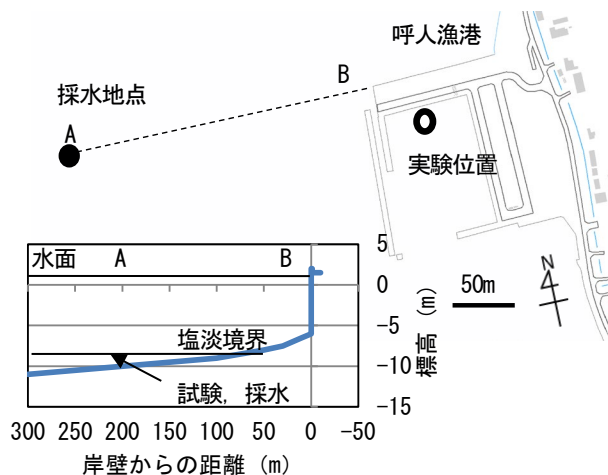 呼人漁港
B
採水地点
A
実験位置
N
50m
水面 A B
塩淡境界
試験，採水
5
0
-5
-10
-15
標高 (m)
300 250 200 150 100 50 0 -50
岸壁からの距離 (m)